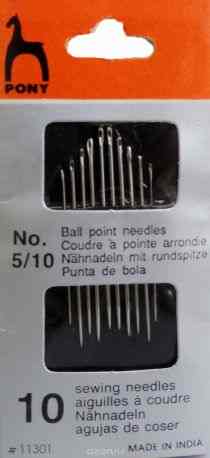 PONY
No.
5/10
Ball point needles
Coudre à pointe arrondie
Nähnadeln mit rundspitze
Punta de bola
10
sewing needles
aiguilles à coudre
Nähnadeln
agujas de coser
# 11301
MADE IN INDIA